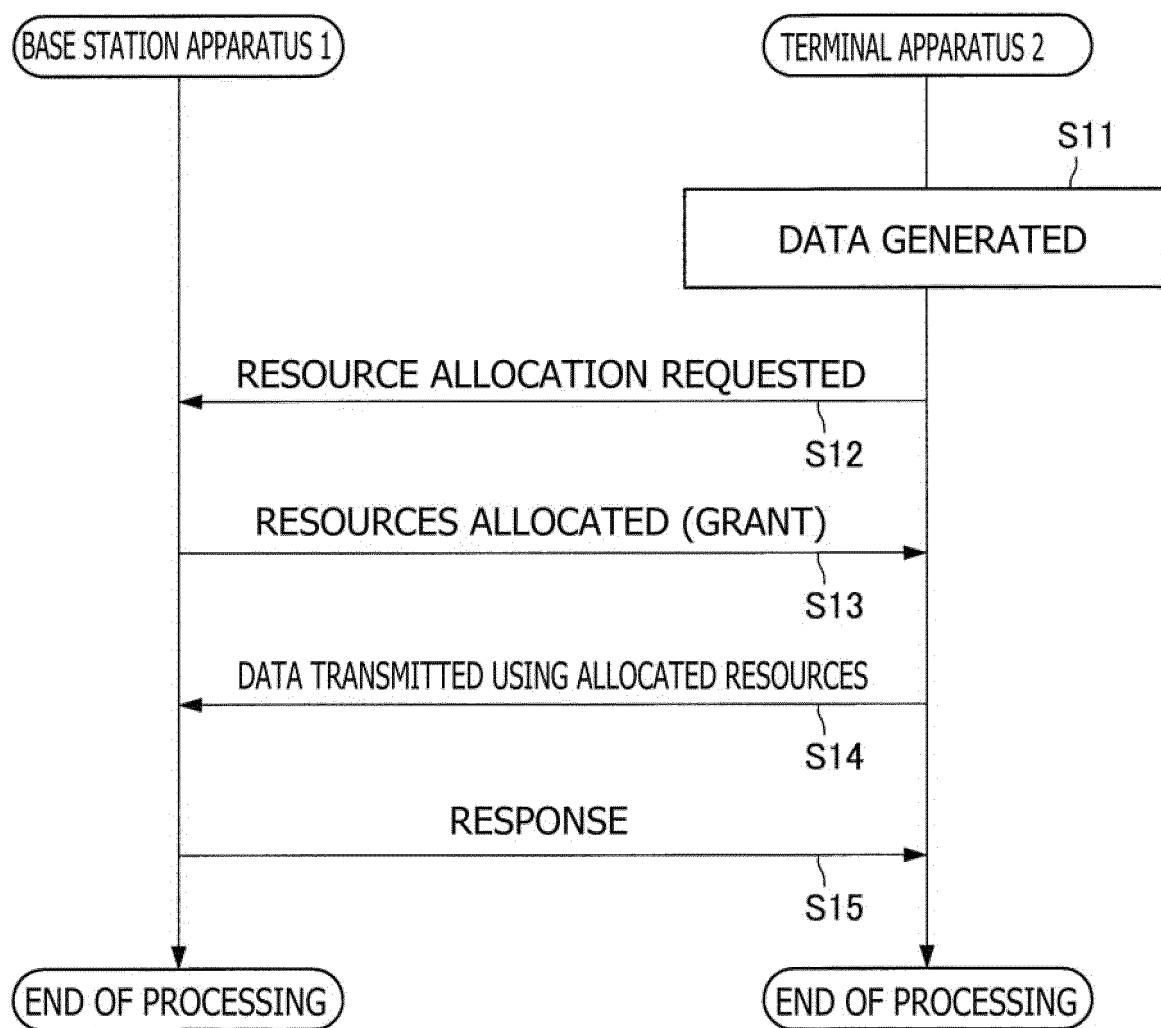 BASE STATION APPARATUS 1
TERMINAL APPARATUS 2
S11
DATA GENERATED
RESOURCE ALLOCATION REQUESTED
S12
RESOURCES ALLOCATED (GRANT)
S13
DATA TRANSMITTED USING ALLOCATED RESOURCES
S14
RESPONSE
S15
END OF PROCESSING
END OF PROCESSING